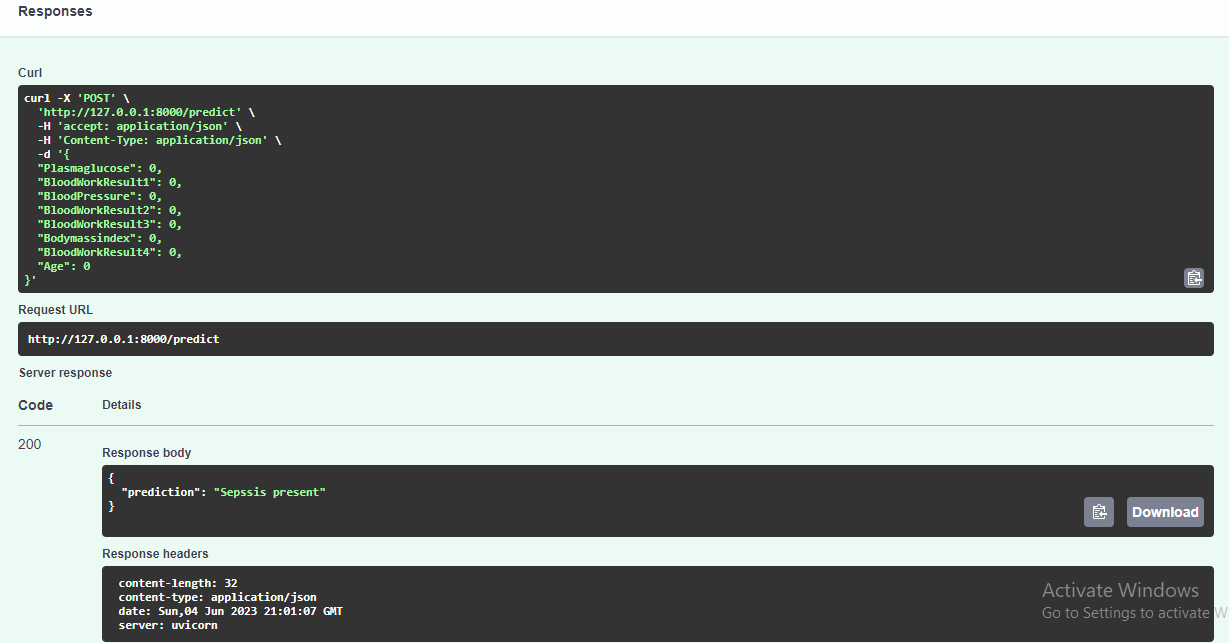 Responses
Curl
curl -X 'POST' \
'http://127.0.0.1:8000/predict' \
-H 'accept: application/json' \
-H 'Content-Type: application/json' \
-d '{
"Plasmaglucose": 0,
"BloodWorkResult1": 0,
"BloodPressure": 0,
"BloodWorkResult2": 0,
"BloodWorkResult3": 0,
"Bodymassindex": 0,
"BloodWorkResult4": 0,
"Age": 0
}'
Request URL
http://127.0.0.1:8000/predict
Server response
Code Details
200
Response body
{
"prediction": "Sepssis present"
}
Download
Response headers
content-length: 32
content-type: application/json
date: Sun,04 Jun 2023 21:01:07 GMT
server: uvicorn
Activate Windows
Go to Settings to activate W